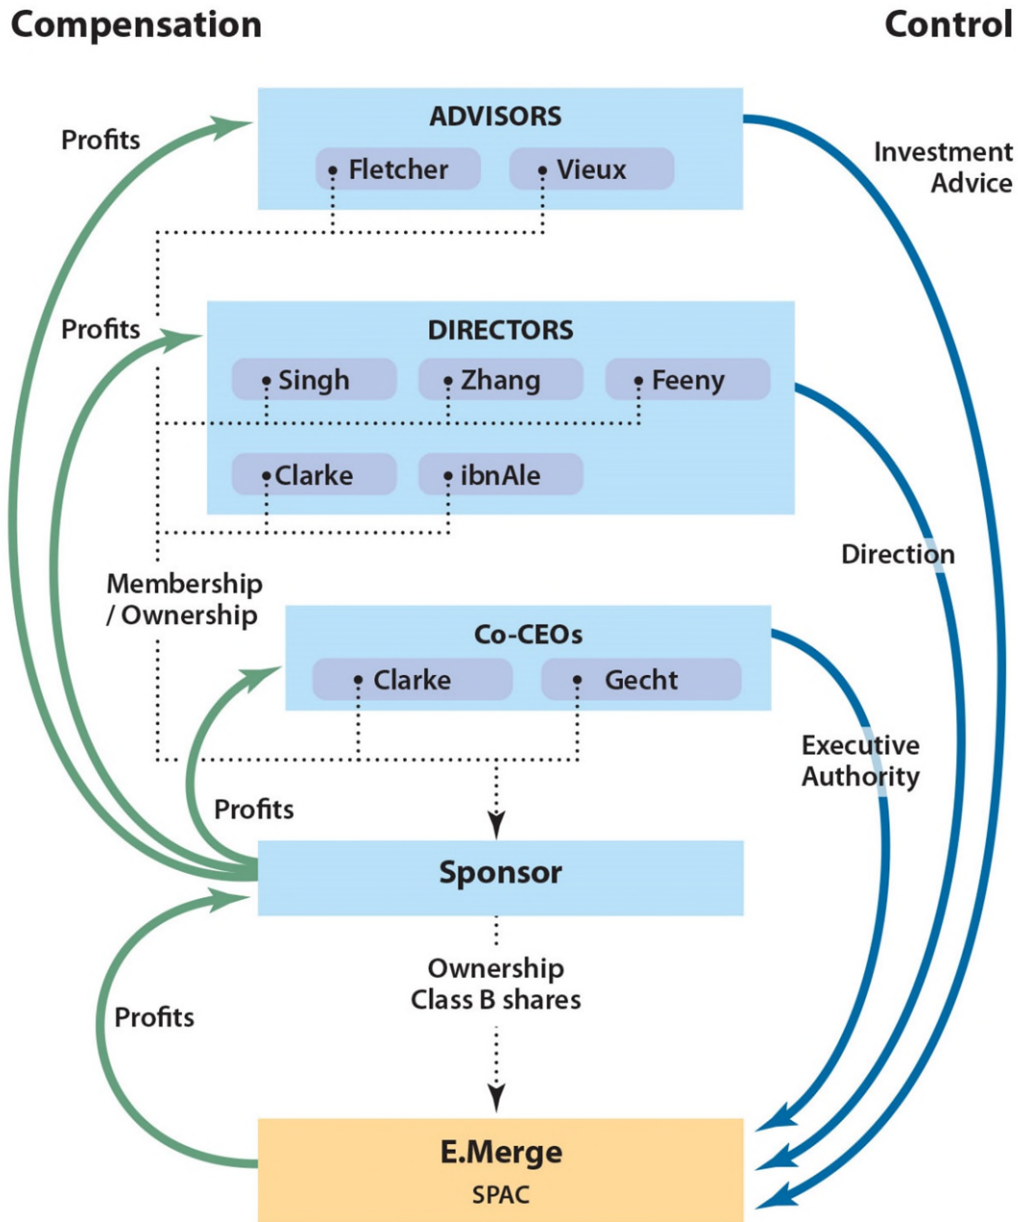 Compensation
Control
ADVISORS
Profits
Fletcher
Vieux
Investment
Advice
DIRECTORS
Profits
Singh
Zhang
Feeny
Clarke
ibnAle
Direction
Membership
/ Ownership
Co-CEOs
Clarke
Gecht
Executive
Authority
Profits
Sponsor
Ownership
Class B shares
Profits
E.Merge
SPAC